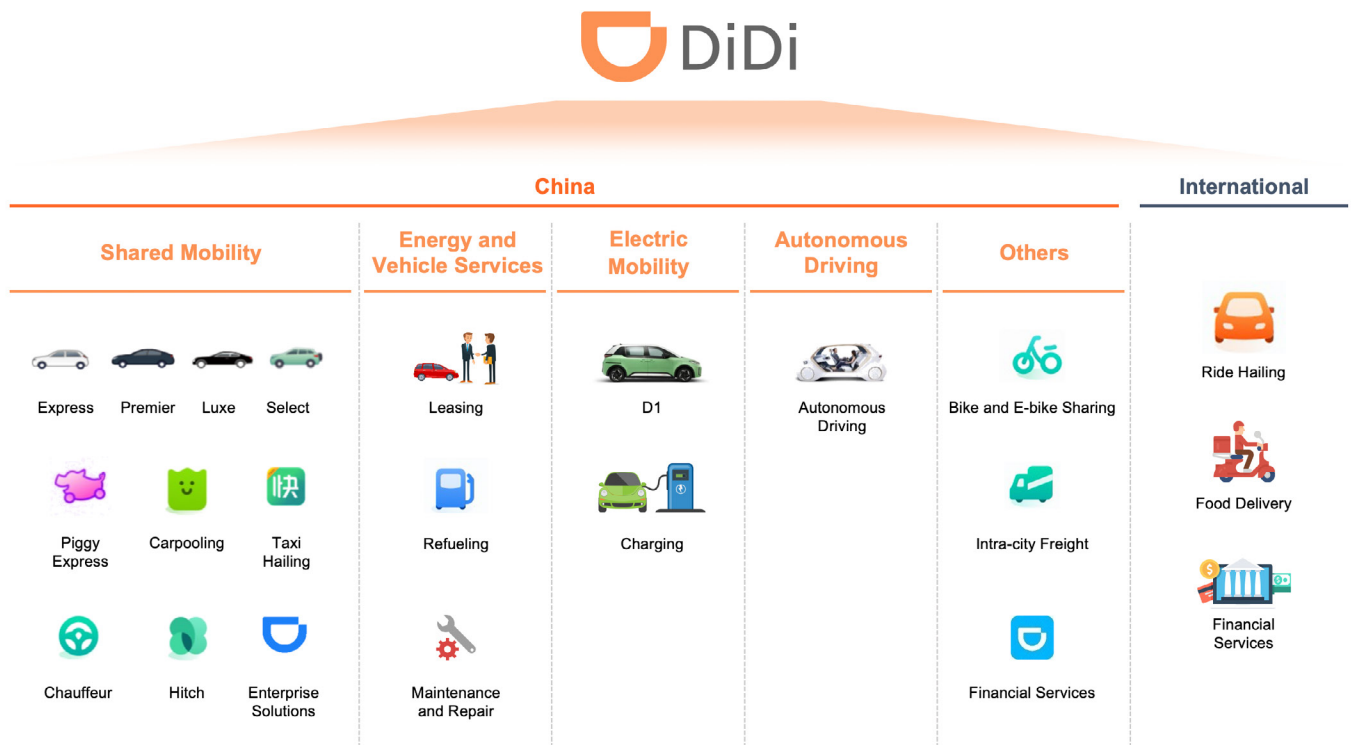 DiDi
China
International
Shared Mobility
Energy and
Vehicle Services
Electric
Mobility
Autonomous
Driving
Others
Express
Premier
Luxe
Select
Piggy
Express
Carpooling
快
Taxi
Hailing
Chauffeur
Hitch
Enterprise
Solutions
Leasing
Refueling
Maintenance
and Repair
D1
Charging
Autonomous
Driving
Bike and E-bike Sharing
Intra-city Freight
Financial Services
Ride Hailing
Food Delivery
$
Financial
Services